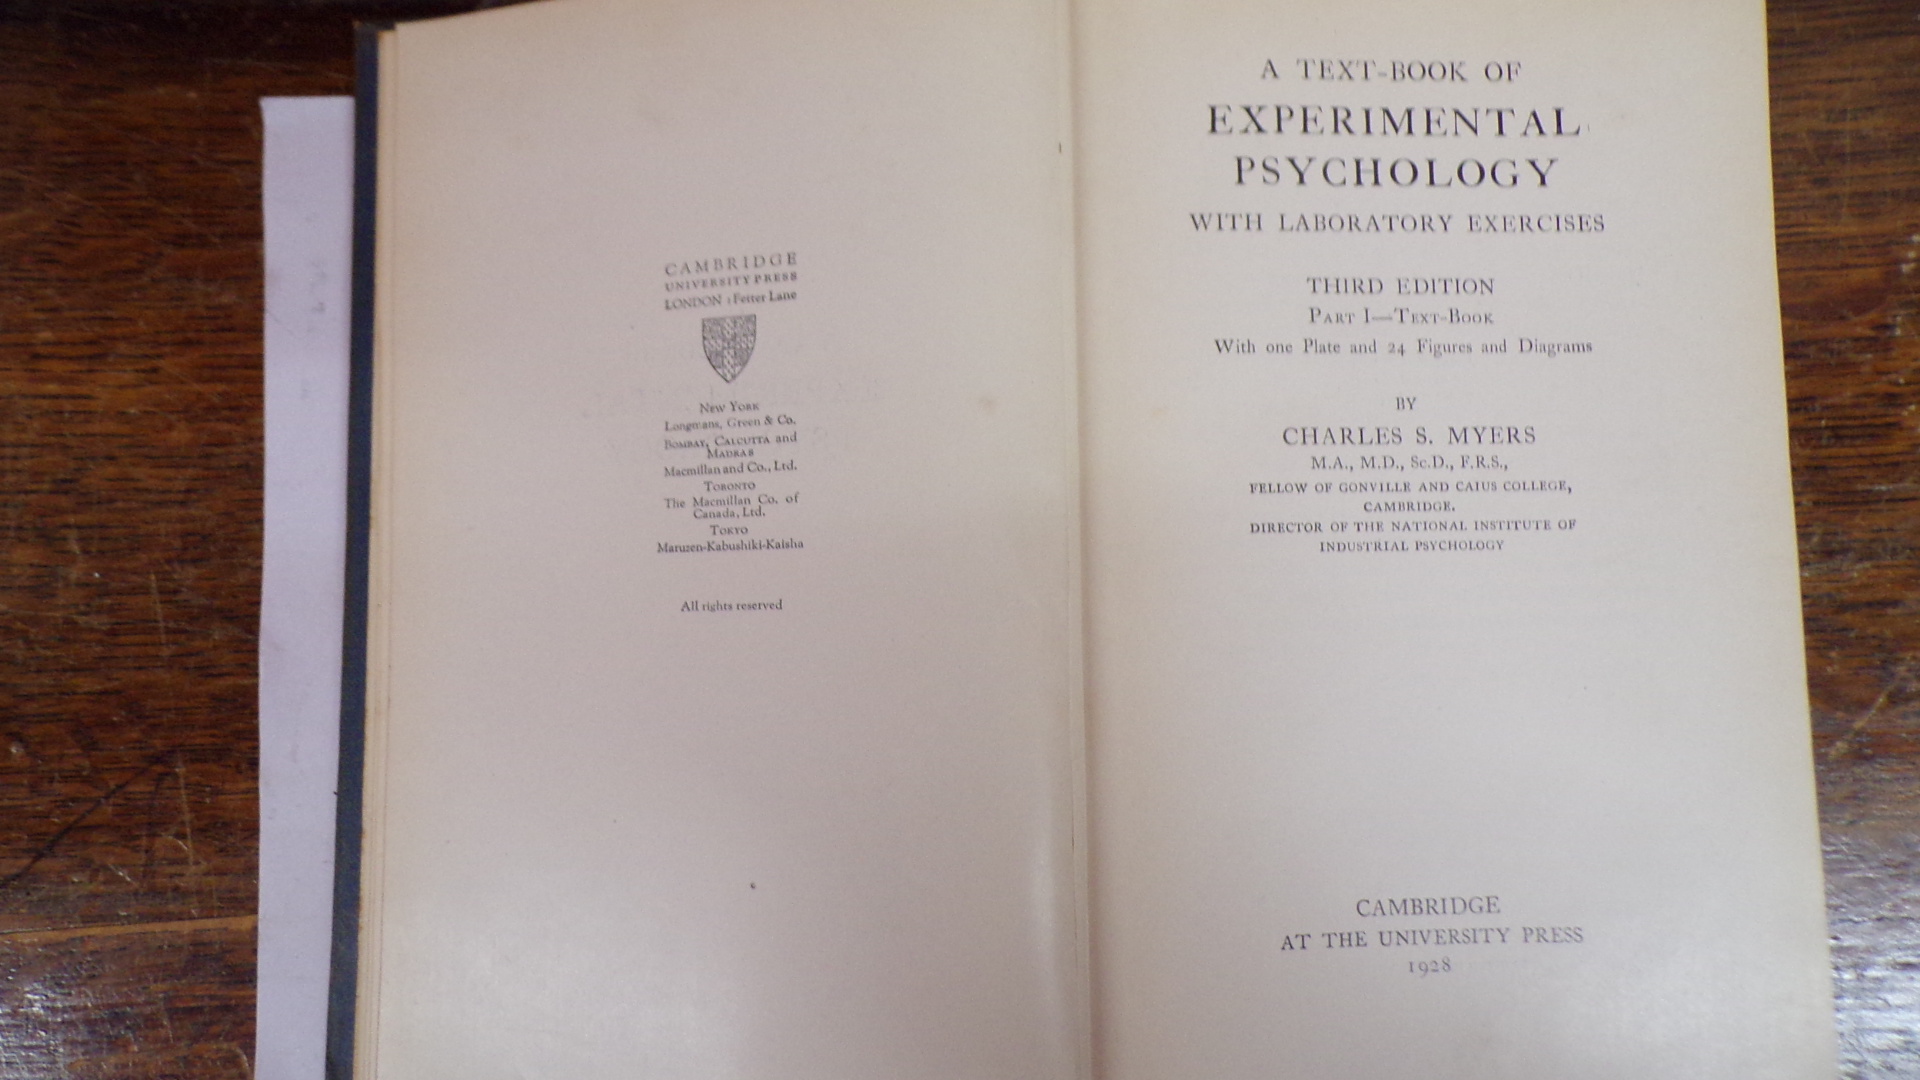 CAMBRIDGE
UNIVERSITY PRESS
LONDON : Fetter Lane
New York
Longmans, Green & Co.
Bombay, Calcutta and
Madras
Macmillan and Co., Ltd.
Toronto
The Macmillan Co. of
Canada, Ltd.
Tokyo
Maruzen-Kabushiki-Kaisha
All rights reserved
A TEXT-BOOK OF
EXPERIMENTAL
PSYCHOLOGY
WITH LABORATORY EXERCISES
THIRD EDITION
Part I—Text-Book
With one Plate and 24 Figures and Diagrams
BY
CHARLES S. MYERS
M.A., M.D., Sc.D., F.R.S.,
FELLOW OF GONVILLE AND CAIUS COLLEGE,
CAMBRIDGE.
DIRECTOR OF THE NATIONAL INSTITUTE OF
INDUSTRIAL PSYCHOLOGY
CAMBRIDGE
AT THE UNIVERSITY PRESS
1928